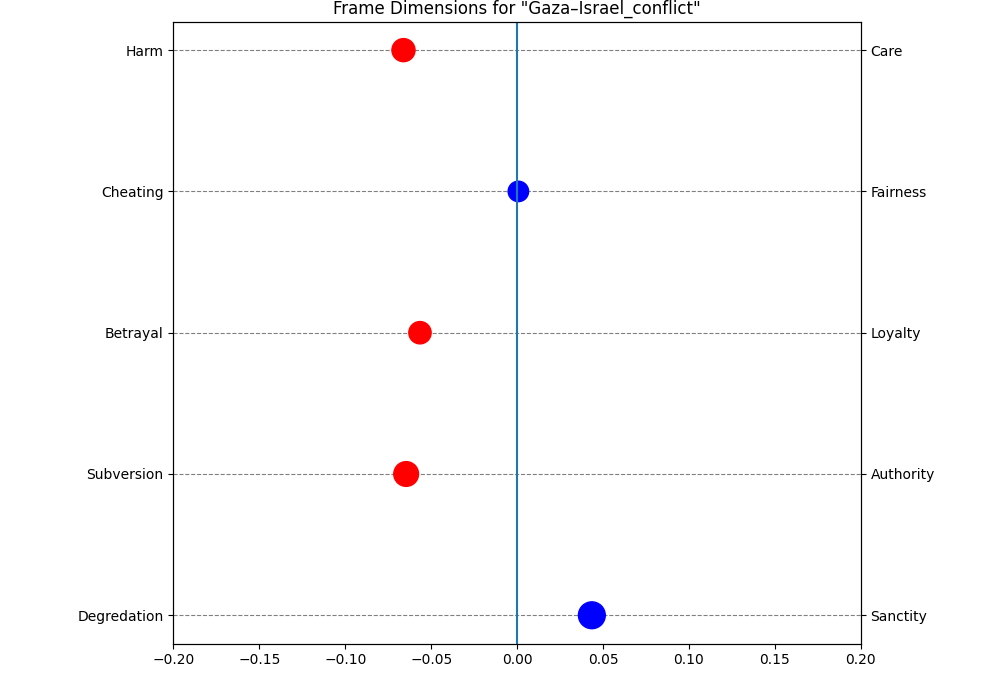 Frame Dimensions for "Gaza–Israel_conflict"
Harm Care
Cheating Fairness
Betrayal Loyalty
Subversion Authority
Degredation Sanctity
−0.20 −0.15 −0.10 −0.05 0.00 0.05 0.10 0.15 0.20